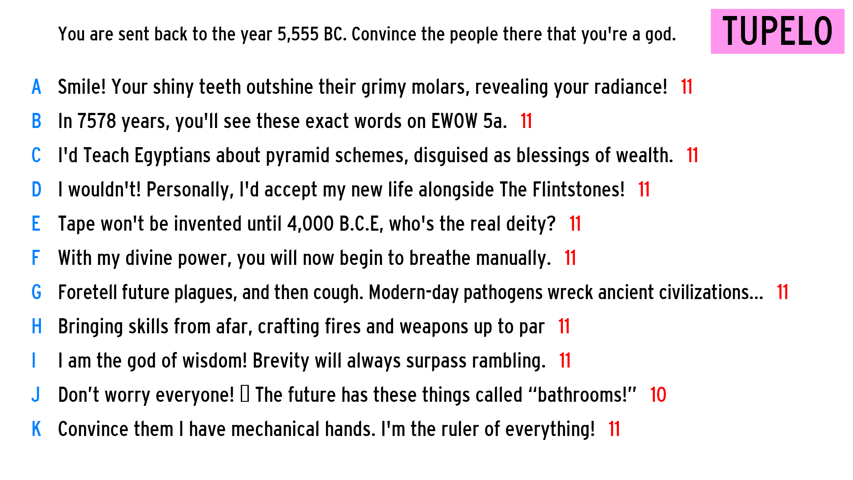 You are sent back to the year 5,555 BC. Convince the people there that you're a god.
TUPELO
A Smile! Your shiny teeth outshine their grimy molars, revealing your radiance! 11
B In 7578 years, you'll see these exact words on EWOW 5a. 11
C I'd Teach Egyptians about pyramid schemes, disguised as blessings of wealth. 11
D I wouldn't! Personally, I'd accept my new life alongside The Flintstones! 11
E Tape won't be invented until 4,000 B.C.E, who's the real deity? 11
F With my divine power, you will now begin to breathe manually. 11
G Foretell future plagues, and then cough. Modern-day pathogens wreck ancient civilizations... 11
H Bringing skills from afar, crafting fires and weapons up to par 11
I I am the god of wisdom! Brevity will always surpass rambling. 11
J Don’t worry everyone! ▯ The future has these things called “bathrooms!” 10
K Convince them I have mechanical hands. I'm the ruler of everything! 11